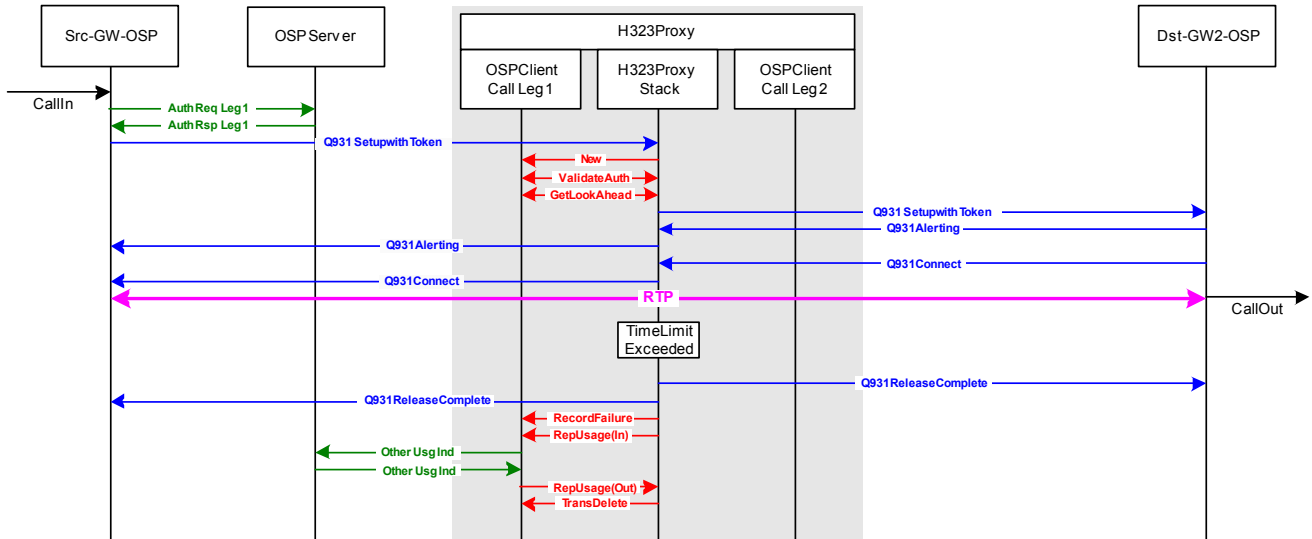 Src-GW-OSP
OSP Server
H323Proxy
Dst-GW2-OSP
OSPClient
Call Leg1
H323Proxy
Stack
OSPClient
Call Leg2
CallIn
AuthReq Leg1
AuthRsp Leg1
Q931 SetupwithToken
New
ValidateAuth
GetLookAhead
Q931 SetupwithToken
Q931Alerting
Q931Alerting
Q931Connect
Q931Connect
RTP
CallOut
TimeLimit
Exceeded
Q931ReleaseComplete
Q931ReleaseComplete
RecordFailure
RepUsage(In)
Other UsgInd
Other UsgInd
RepUsage(Out)
TransDelete